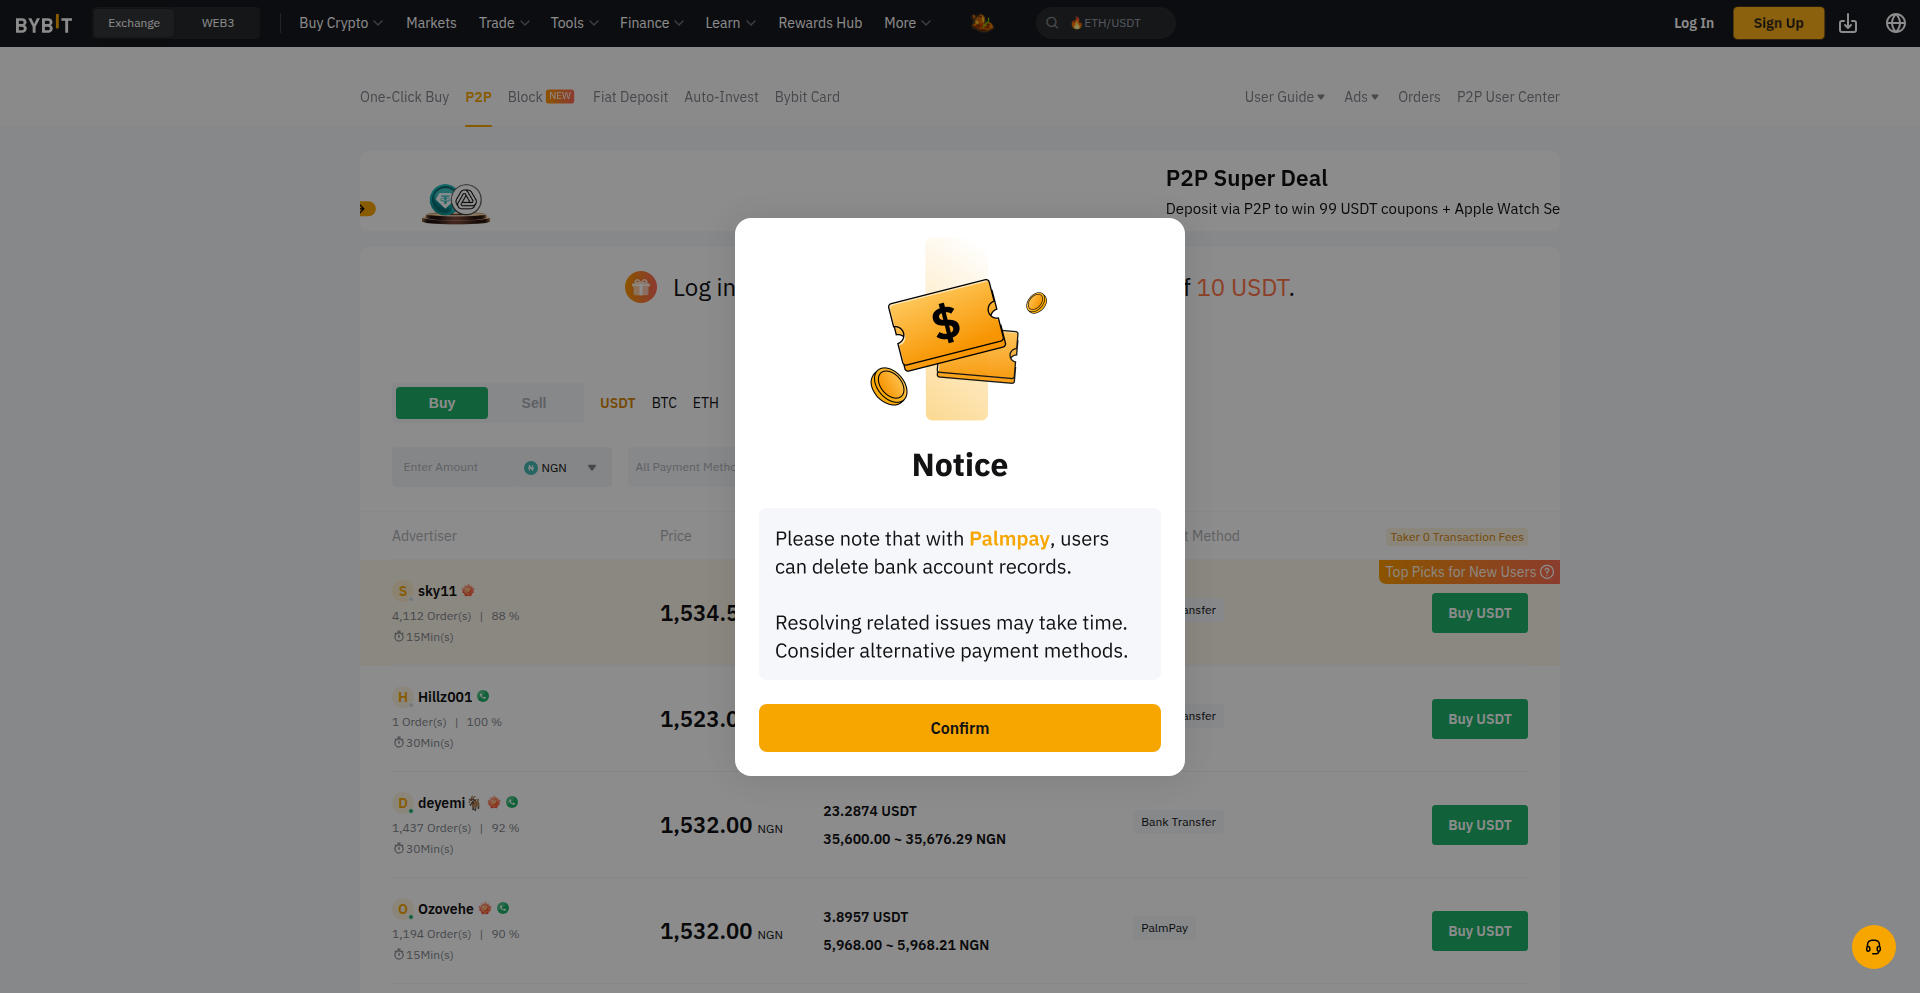 BYBIT Exchange WEB3 Buy Crypto Markets Trade Tools Finance Learn Rewards Hub More 🔥ETH/USDT Log In Sign Up
One-Click Buy P2P Block NEW Fiat Deposit Auto-Invest Bybit Card User Guide Ads Orders P2P User Center
P2P Super Deal
Deposit via P2P to win 99 USDT coupons + Apple Watch Se
Log in
10 USDT.
$
Notice
Please note that with Palmpay, users
can delete bank account records.
Resolving related issues may take time.
Consider alternative payment methods.
Confirm
Buy Sell USDT BTC ETH
Enter Amount NGN All Payment Metho
Advertiser Price t Method Taker 0 Transaction Fees
Top Picks for New Users
S sky11
4,112 Order(s) | 88 %
15Min(s)
1,534.5
ansfer
Buy USDT
H Hillz001
1 Order(s) | 100 %
30Min(s)
1,523.0
ansfer
Buy USDT
D deyemi🐐
1,437 Order(s) | 92 %
30Min(s)
1,532.00 NGN
23.2874 USDT
35,600.00 ~ 35,676.29 NGN
Bank Transfer
Buy USDT
O Ozovehe
1,194 Order(s) | 90 %
15Min(s)
1,532.00 NGN
3.8957 USDT
5,968.00 ~ 5,968.21 NGN
PalmPay
Buy USDT